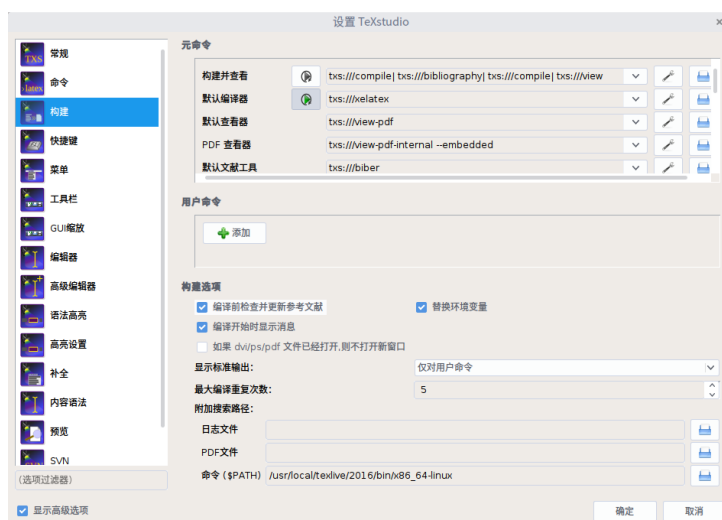 设置 TeXstudio
常规
命令
构建
快捷键
菜单
工具栏
GUI缩放
编辑器
高级编辑器
语法高亮
高亮设置
补全
内容语法
预览
SVN
(选项过滤器)
显示高级选项
元命令
构建并查看 txs:///compile| txs:///bibliography| txs:///compile| txs:///view
默认编译器 txs:///xelatex
默认查看器 txs:///view-pdf
PDF 查看器 txs:///view-pdf-internal --embedded
默认文献工具 txs:///biber
用户命令
添加
构建选项
编译前检查并更新参考文献 替换环境变量
编译开始时显示消息
如果 dvi/ps/pdf 文件已经打开,则不打开新窗口
显示标准输出: 仅对用户命令
最大编译重复次数: 5
附加搜索路径:
日志文件
PDF文件
命令 ($PATH) /usr/local/texlive/2016/bin/x86_64-linux
确定 取消